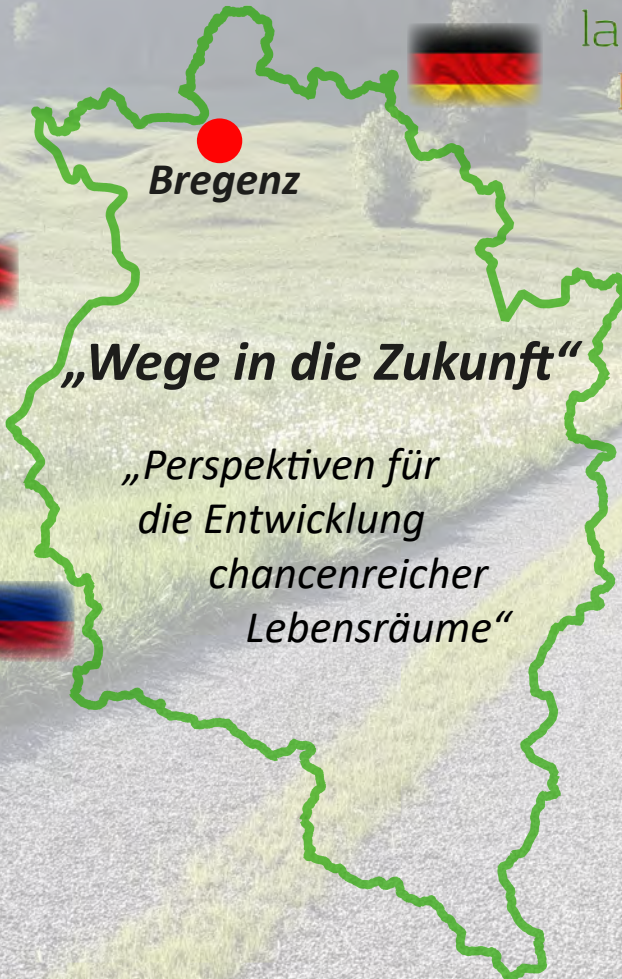 la
Bregenz
„Wege in die Zukunft“
„Perspektiven für
die Entwicklung
chancenreicher
Lebensräume“